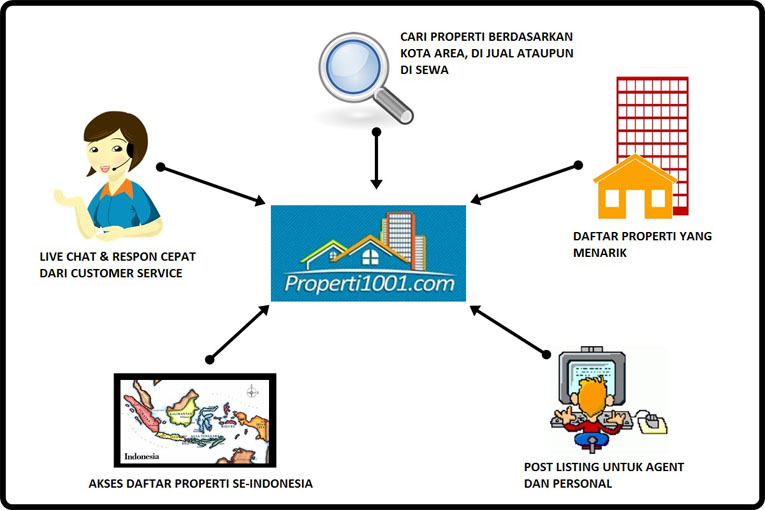 CARI PROPERTI BERDASARKAN
KOTA AREA, DI JUAL ATAUPUN
DI SEWA
LIVE CHAT & RESPON CEPAT
DARI CUSTOMER SERVICE
DAFTAR PROPERTI YANG
MENARIK
Properti1001.com
Indonesia
AKSES DAFTAR PROPERTI SE-INDONESIA
POST LISTING UNTUK AGENT
DAN PERSONAL